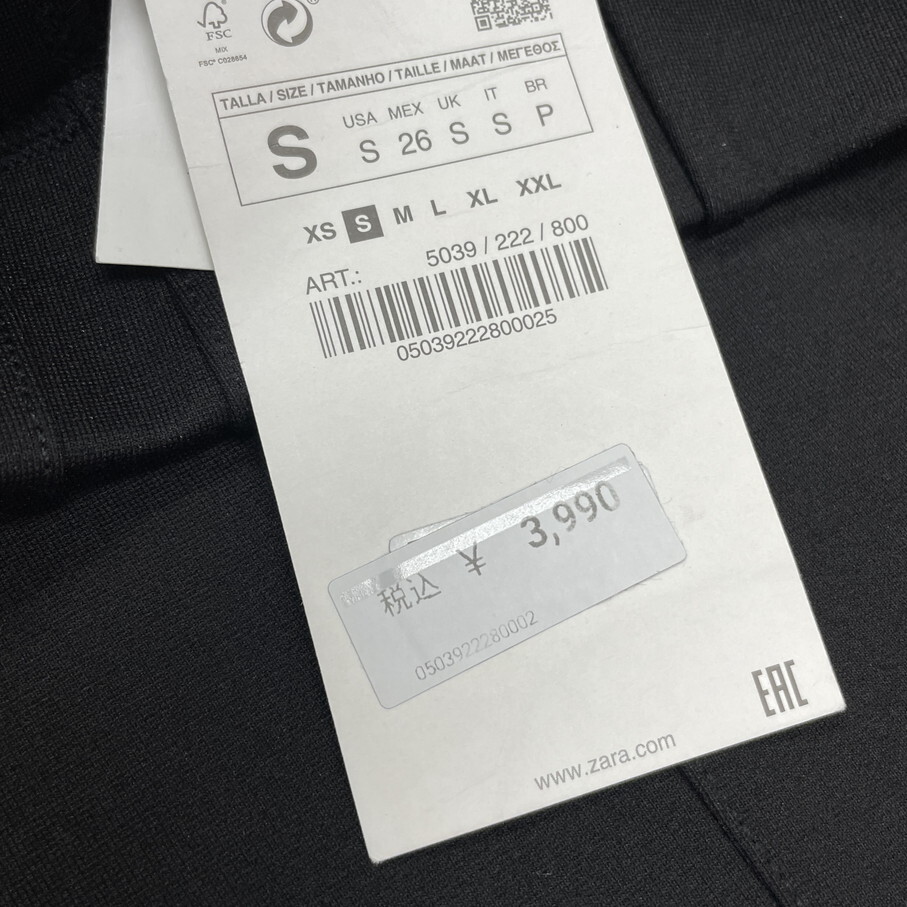 FSC
MIX
FSC® C028654
TALLA / SIZE / TAMANHO / TAILLE / MAAT / ΜΕΓΕΘΟΣ
S
USA MEX UK IT BR
S 26 S S P
XS S M L XL XXL
ART.: 5039 / 222 / 800
05039222800025
税込 ¥ 3,990
0503922280002
EAC
www.zara.com